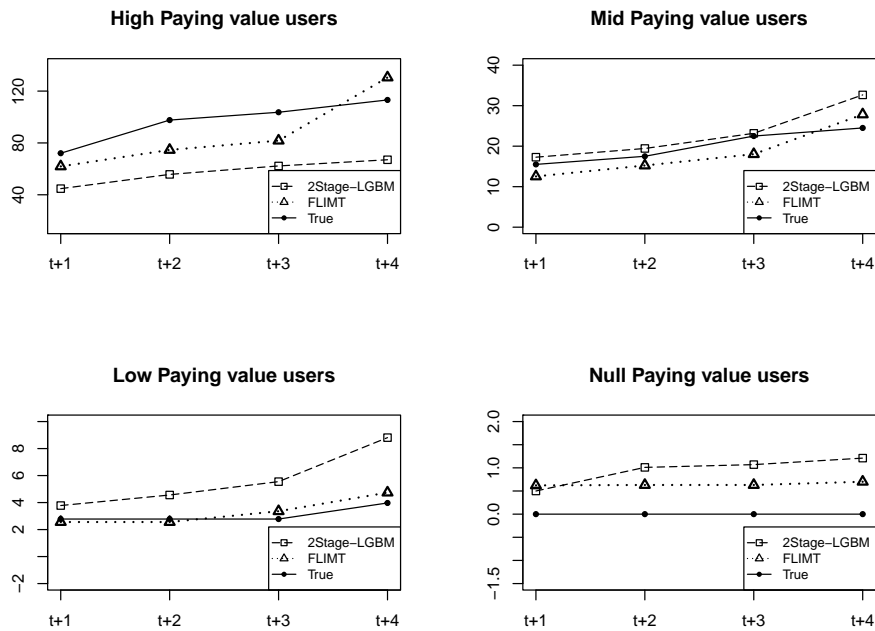 High Paying value users
120
80
40
2Stage−LGBM
FLIMT
True
t+1 t+2 t+3 t+4
Mid Paying value users
40
30
20
10
0
2Stage−LGBM
FLIMT
True
t+1 t+2 t+3 t+4
Low Paying value users
8
6
4
2
−2
2Stage−LGBM
FLIMT
True
t+1 t+2 t+3 t+4
Null Paying value users
2.0
1.0
0.0
−1.5
2Stage−LGBM
FLIMT
True
t+1 t+2 t+3 t+4